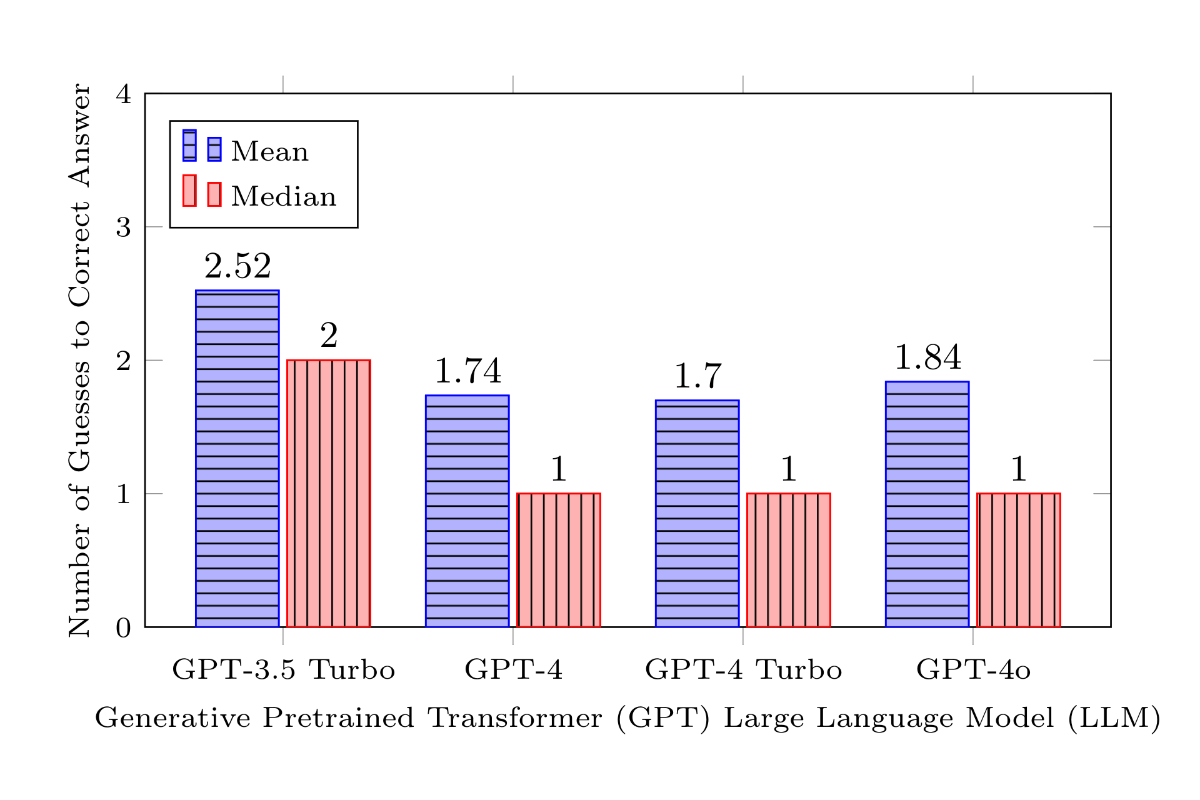 Number of Guesses to Correct Answer
4
3
2
1
0
Mean
Median
2.52
2
1.74
1
1.7
1
1.84
1
GPT-3.5 Turbo
GPT-4
GPT-4 Turbo
GPT-4o
Generative Pretrained Transformer (GPT) Large Language Model (LLM)